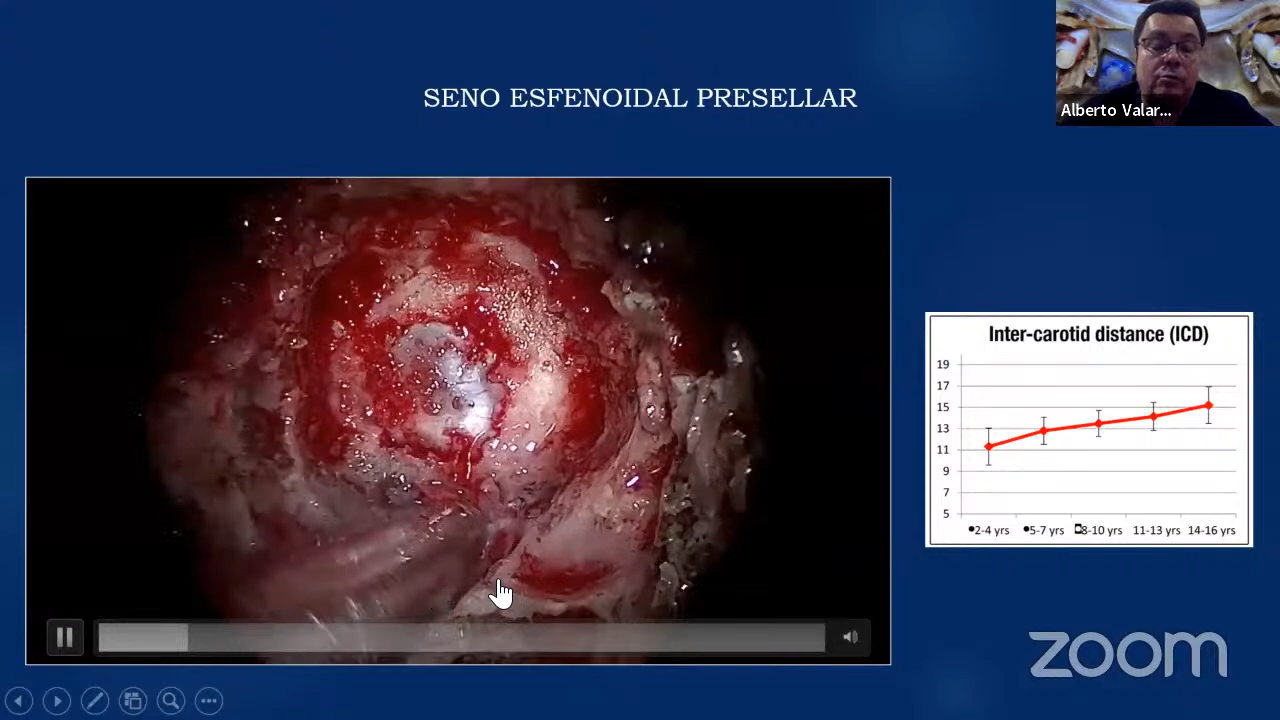 SENO ESFENOIDAL PRESELLAR
Alberto Valar...
Inter-carotid distance (ICD)
19
17
15
13
11
9
7
5
2-4 yrs
5-7 yrs
8-10 yrs
11-13 yrs
14-16 yrs
zoom